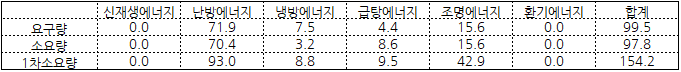 신재생에너지 난방에너지 냉방에너지 급탕에너지 조명에너지 환기에너지 합계
요구량 0.0 71.9 7.5 4.4 15.6 0.0 99.5
소요량 0.0 70.4 3.2 8.6 15.6 0.0 97.8
1차소요량 0.0 93.0 8.8 9.5 42.9 0.0 154.2